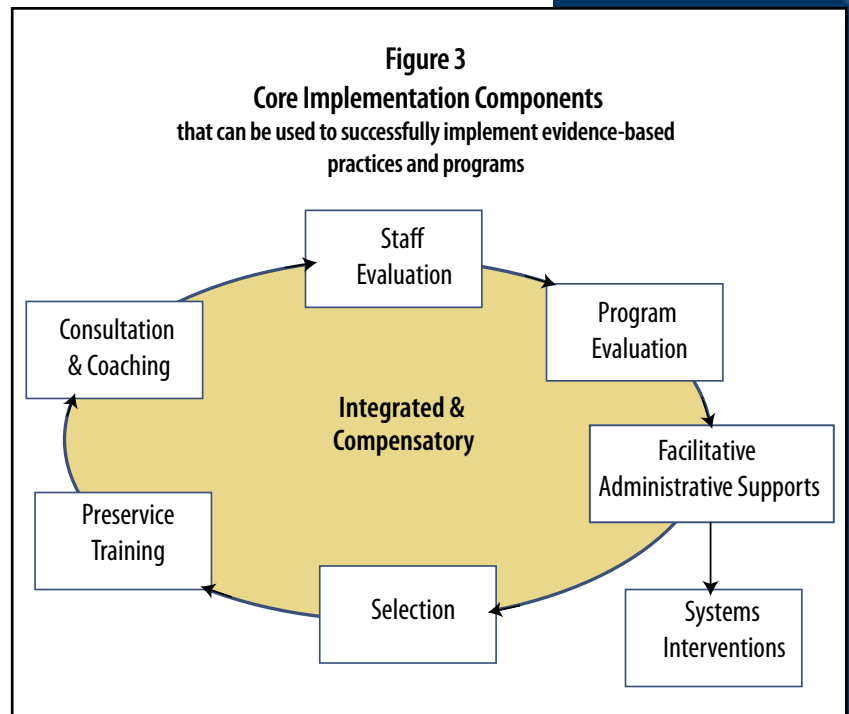 Figure 3
Core Implementation Components
that can be used to successfully implement evidence-based
practices and programs
Staff
Evaluation
Program
Evaluation
Consultation
& Coaching
Integrated &
Compensatory
Facilitative
Administrative Supports
Preservice
Training
Selection
Systems
Interventions